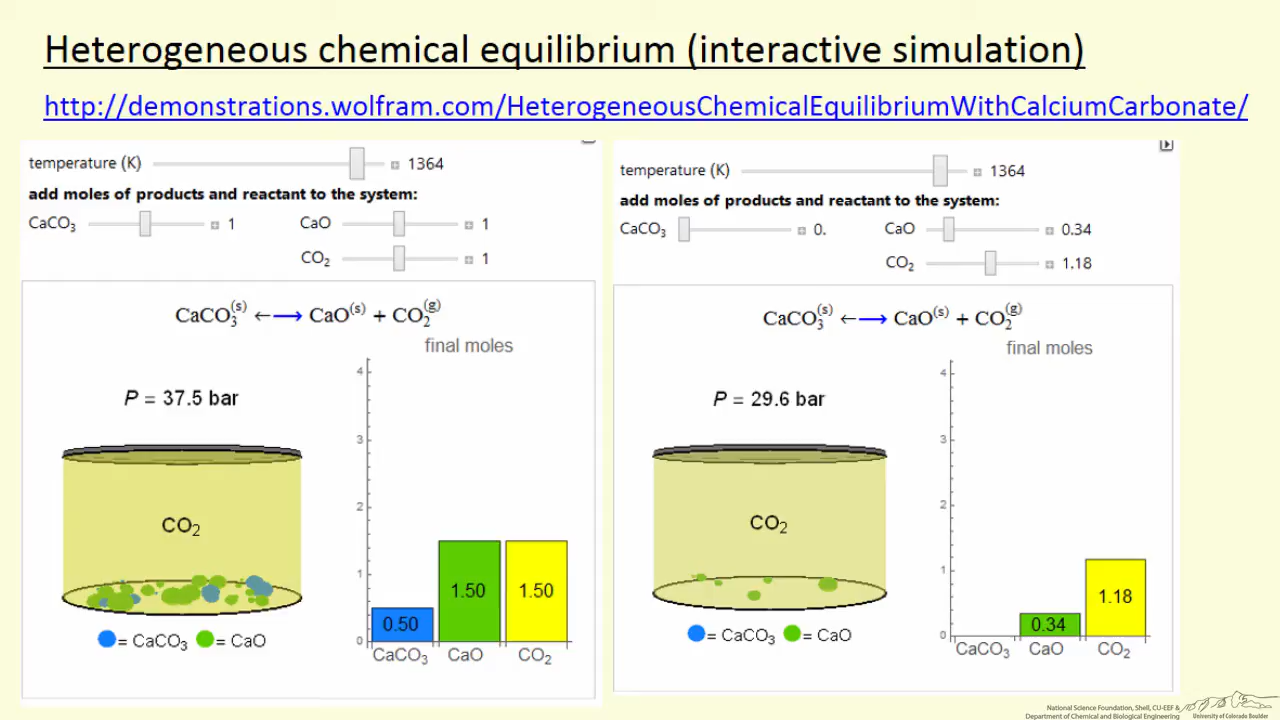 Heterogeneous chemical equilibrium (interactive simulation)
http://demonstrations.wolfram.com/HeterogeneousChemicalEquilibriumWithCalciumCarbonate/
temperature (K) 1364
add moles of products and reactant to the system:
CaCO₃ 1 CaO 1
CO₂ 1
CaCO₃⁽ˢ⁾ ←⟶ CaO⁽ˢ⁾ + CO₂⁽ᵍ⁾
final moles
P = 37.5 bar
CO₂
4
3
2
1
0
0.50 1.50 1.50
CaCO₃ CaO CO₂
= CaCO₃ = CaO
temperature (K) 1364
add moles of products and reactant to the system:
CaCO₃ 0. CaO 0.34
CO₂ 1.18
CaCO₃⁽ˢ⁾ ←⟶ CaO⁽ˢ⁾ + CO₂⁽ᵍ⁾
final moles
P = 29.6 bar
CO₂
4
3
2
1
0
0.34 1.18
CaCO₃ CaO CO₂
= CaCO₃ = CaO
National Science Foundation, Shell, CU-EEF &
Department of Chemical and Biological Engineering
University of Colorado Boulder